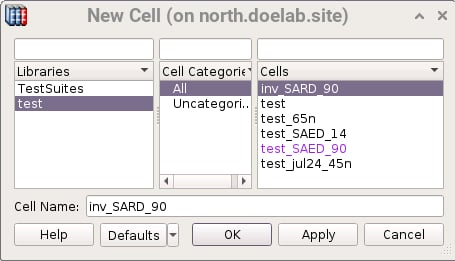 New Cell (on north.doelab.site)
Libraries
TestSuites
test
Cell Categorie
All
Uncategori...
Cells
inv_SARD_90
test
test_65n
test_SAED_14
test_SAED_90
test_jul24_45n
Cell Name: inv_SARD_90
Help Defaults OK Apply Cancel